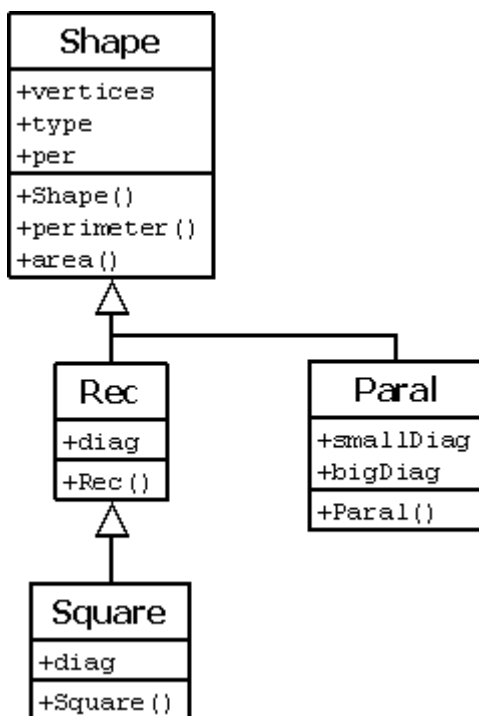 Shape
+vertices
+type
+per
+Shape()
+perimeter()
+area()
Rec
+diag
+Rec()
Paral
+smallDiag
+bigDiag
+Paral()
Square
+diag
+Square()